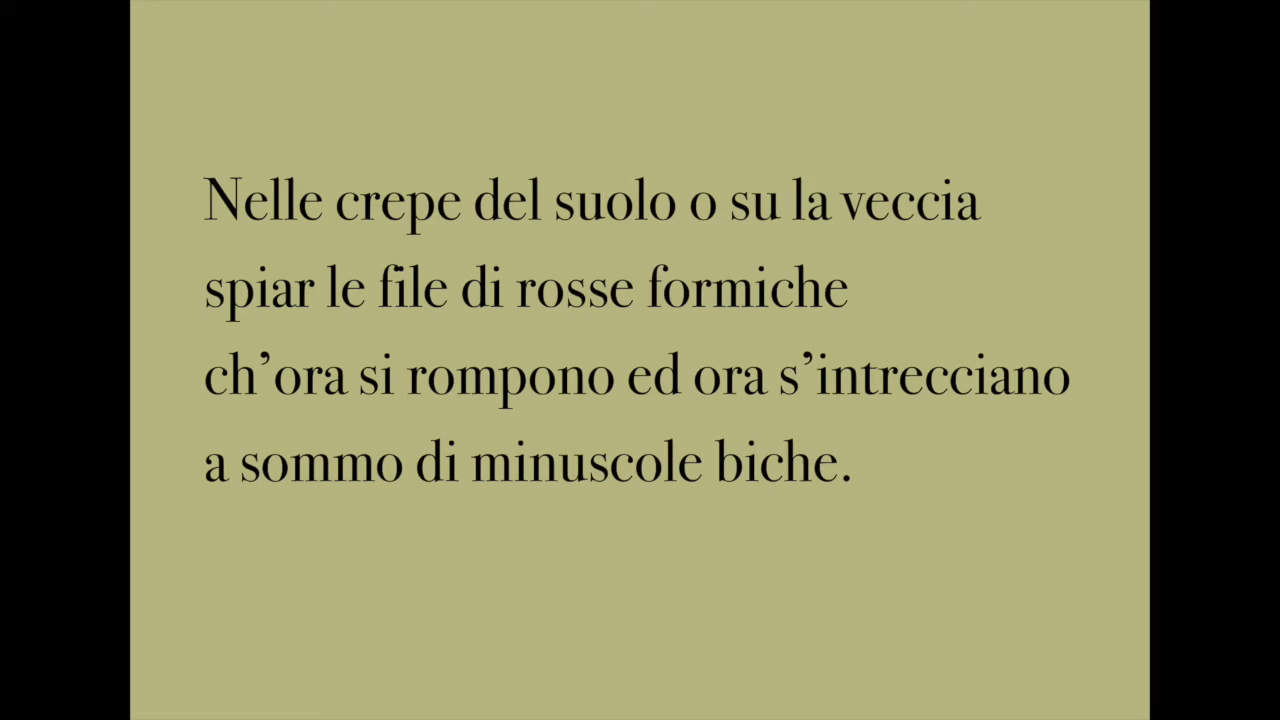 Nelle crepe del suolo o su la veccia
spiar le file di rosse formiche
ch’ora si rompono ed ora s’intrecciano
a sommo di minuscole biche.